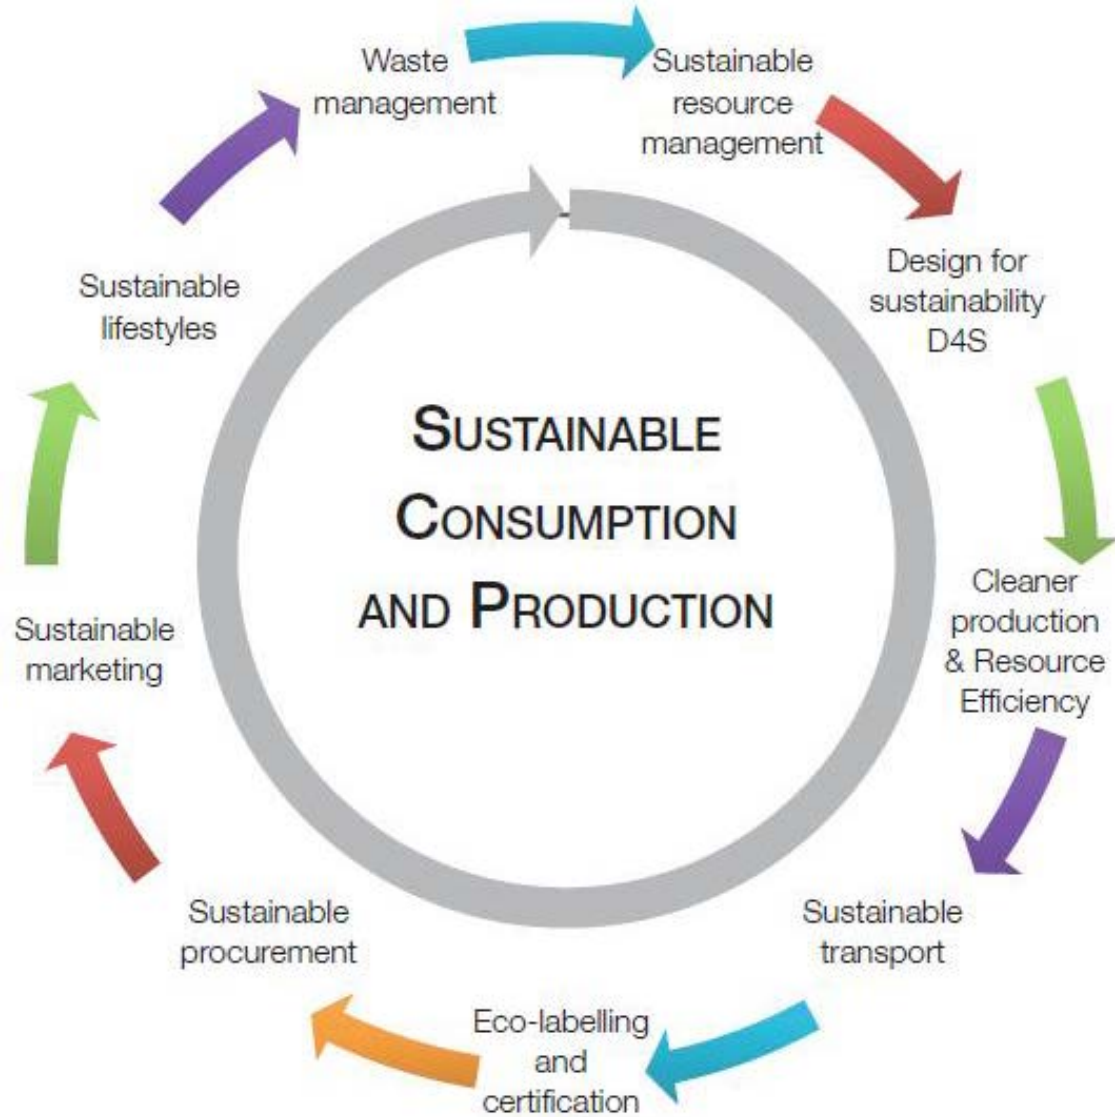 Waste
management
Sustainable
resource
management
Design for
sustainability
D4S
Cleaner
production
& Resource
Efficiency
Sustainable
transport
Eco-labelling
and
certification
Sustainable
procurement
Sustainable
marketing
Sustainable
lifestyles
SUSTAINABLE
CONSUMPTION
AND PRODUCTION